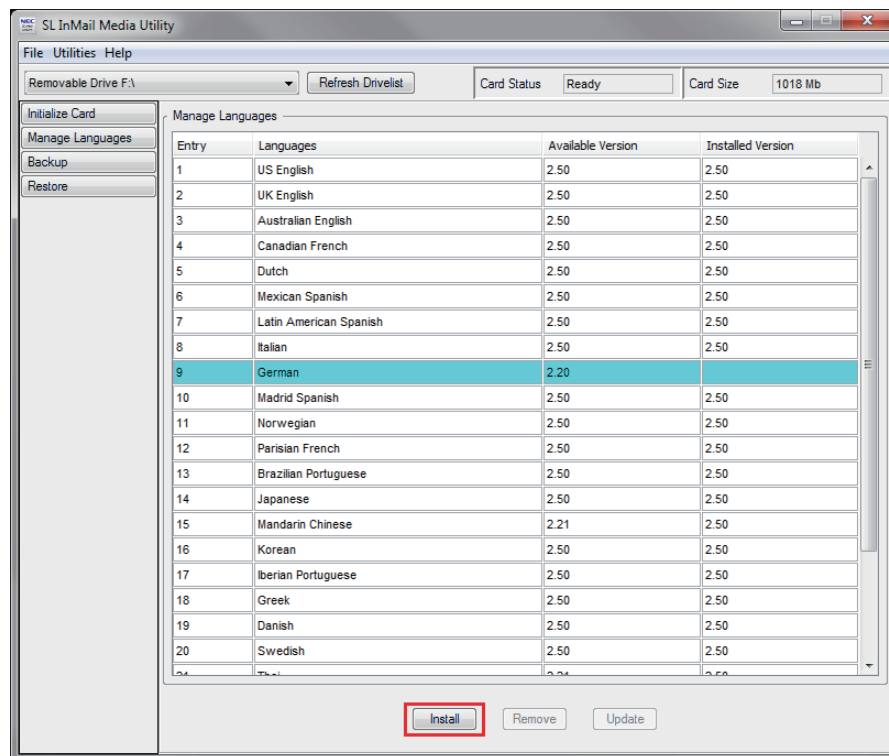 SL InMail Media Utility
File Utilities Help
Removable Drive F:\ Refresh Drivelist Card Status Ready Card Size 1018 Mb
Initialize Card
Manage Languages
Backup
Restore
Manage Languages
Entry Languages Available Version Installed Version
1 US English 2.50 2.50
2 UK English 2.50 2.50
3 Australian English 2.50 2.50
4 Canadian French 2.50 2.50
5 Dutch 2.50 2.50
6 Mexican Spanish 2.50 2.50
7 Latin American Spanish 2.50 2.50
8 Italian 2.50 2.50
9 German 2.20
10 Madrid Spanish 2.50 2.50
11 Norwegian 2.50 2.50
12 Parisian French 2.50 2.50
13 Brazilian Portuguese 2.50 2.50
14 Japanese 2.50 2.50
15 Mandarin Chinese 2.21 2.50
16 Korean 2.50 2.50
17 Iberian Portuguese 2.50 2.50
18 Greek 2.50 2.50
19 Danish 2.50 2.50
20 Swedish 2.50 2.50
Install Remove Update